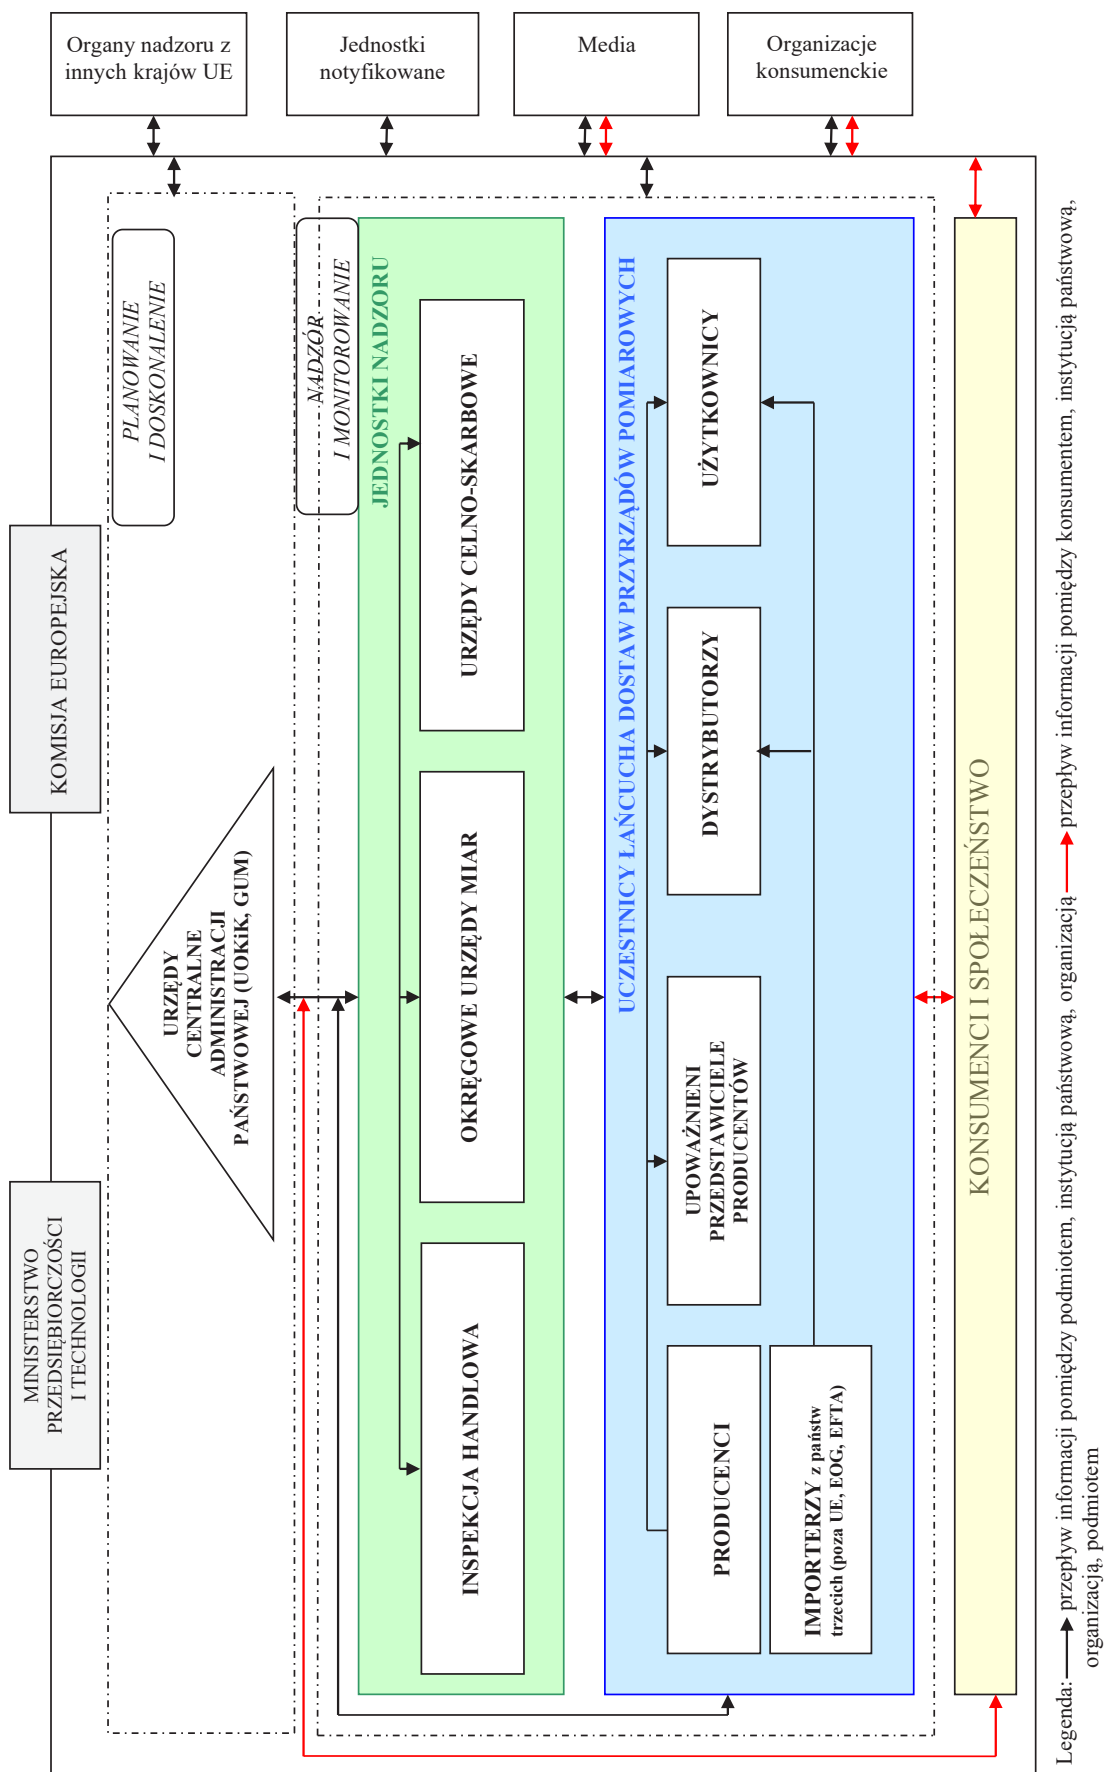 Organy nadzoru z
innych krajów UE
Jednostki
notyfikowane
Media
Organizacje
konsumenckie
MINISTERSTWO
PRZEDSIĘBIORCZOŚCI
I TECHNOLOGII
KOMISJA EUROPEJSKA
PLANOWANIE
I DOSKONALENIE
URZĘDY
CENTRALNE
ADMINISTRACJI
PAŃSTWOWEJ (UOKiK, GUM)
NADZÓR
I MONITOROWANIE
JEDNOSTKI NADZORU
INSPEKCJA HANDLOWA
OKRĘGOWE URZĘDY MIAR
URZĘDY CELNO-SKARBOWE
UCZESTNICY ŁAŃCUCHA DOSTAW PRZYRZĄDÓW POMIAROWYCH
PRODUCENCI
UPOWAŻNIENI
PRZEDSTAWICIELE
PRODUCENTÓW
DYSTRYBUTORZY
UŻYTKOWNICY
IMPORTERZY z państw
trzecich (poza UE, EOG, EFTA)
KONSUMENCI I SPOŁECZEŃSTWO
Legenda: przepływ informacji pomiędzy podmiotem, instytucją państwową, organizacją przepływ informacji pomiędzy konsumentem, instytucją państwową,
organizacją, podmiotem